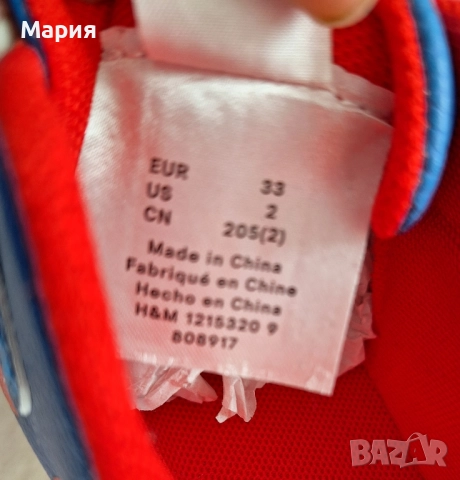 Мария
EUR 33
US 2
CN 205(2)
Made in China
Fabriqué en Chine
Hecho en China
H&M 1215320 9
808917
BAZAR